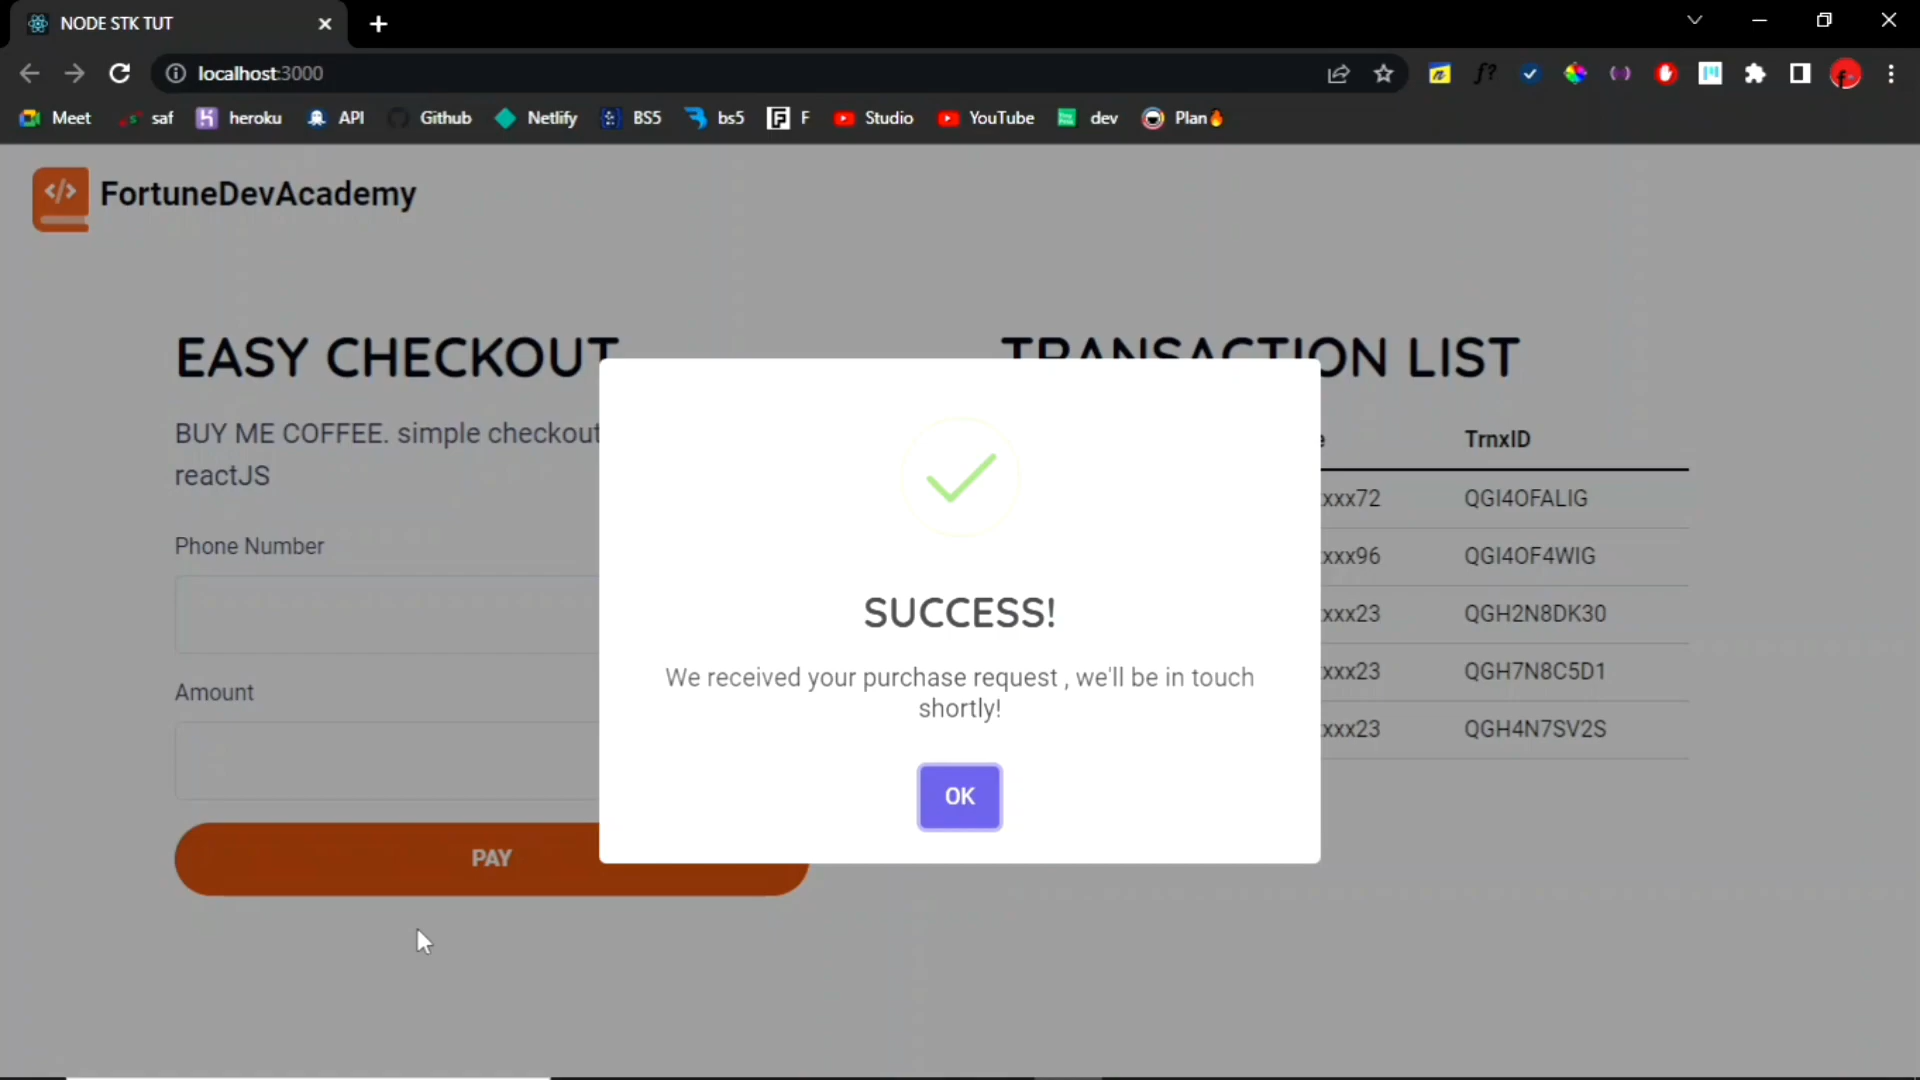 NODE STK TUT
localhost:3000
Meet saf heroku API Github Netlify BS5 bs5 F Studio YouTube dev Plan
FortuneDevAcademy
EASY CHECKOUT
BUY ME COFFEE. simple checkout
reactJS
Phone Number
Amount
PAY
TRANSACTION LIST
TrnxID
xxx72 QGI4OFALIG
xxx96 QGI4OF4WIG
xxx23 QGH2N8DK30
xxx23 QGH7N8C5D1
xxx23 QGH4N7SV2S
SUCCESS!
We received your purchase request , we'll be in touch
shortly!
OK